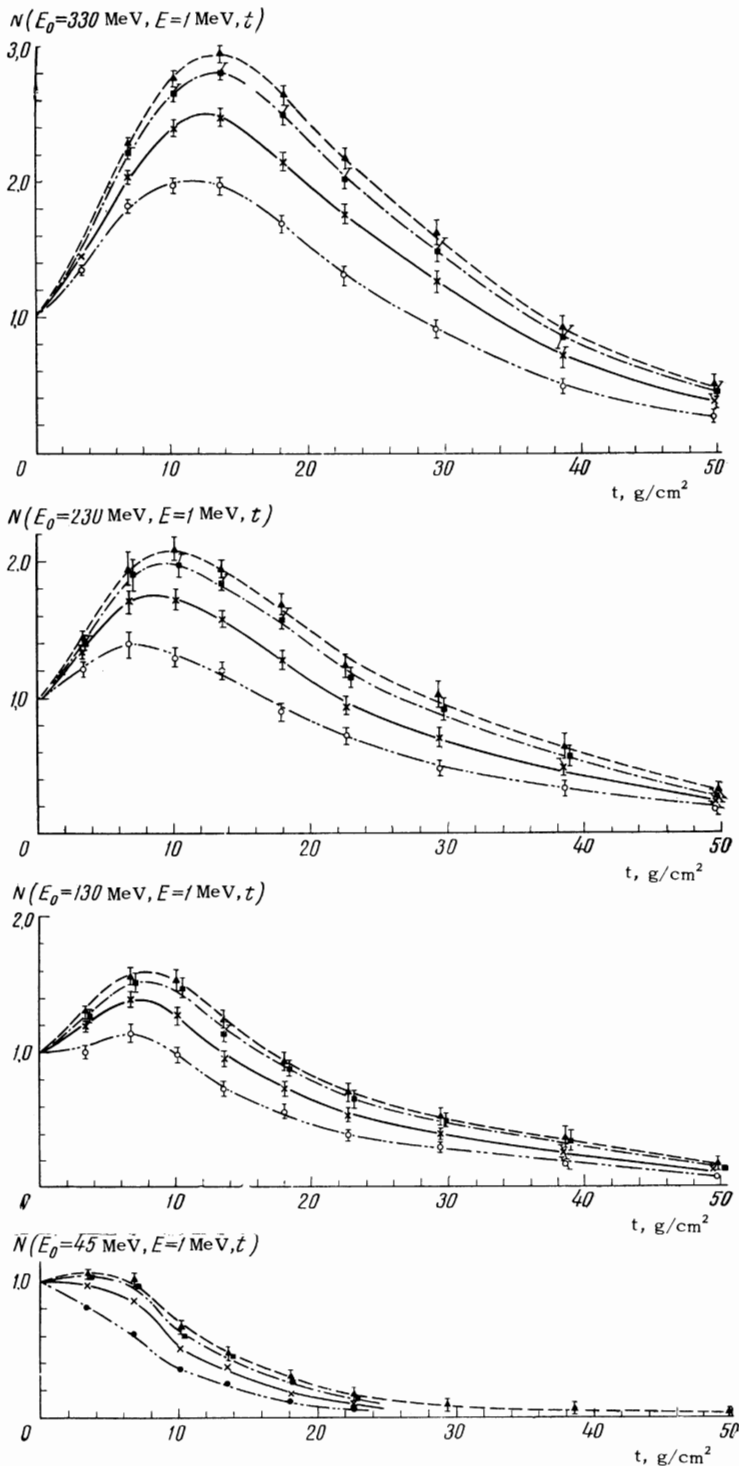 N(E₀=330 MeV, E=1 MeV, t)
3,0
2,0
1,0
0 10 20 30 40 50
t, g/cm²
N(E₀=230 MeV, E=1 MeV, t)
2,0
1,0
0 10 20 30 40 50
t, g/cm²
N(E₀=130 MeV, E=1 MeV, t)
2,0
1,0
10 20 30 40 50
t, g/cm²
N(E₀=45 MeV, E=1 MeV, t)
1,0
0 10 20 30 40 50
t, g/cm²